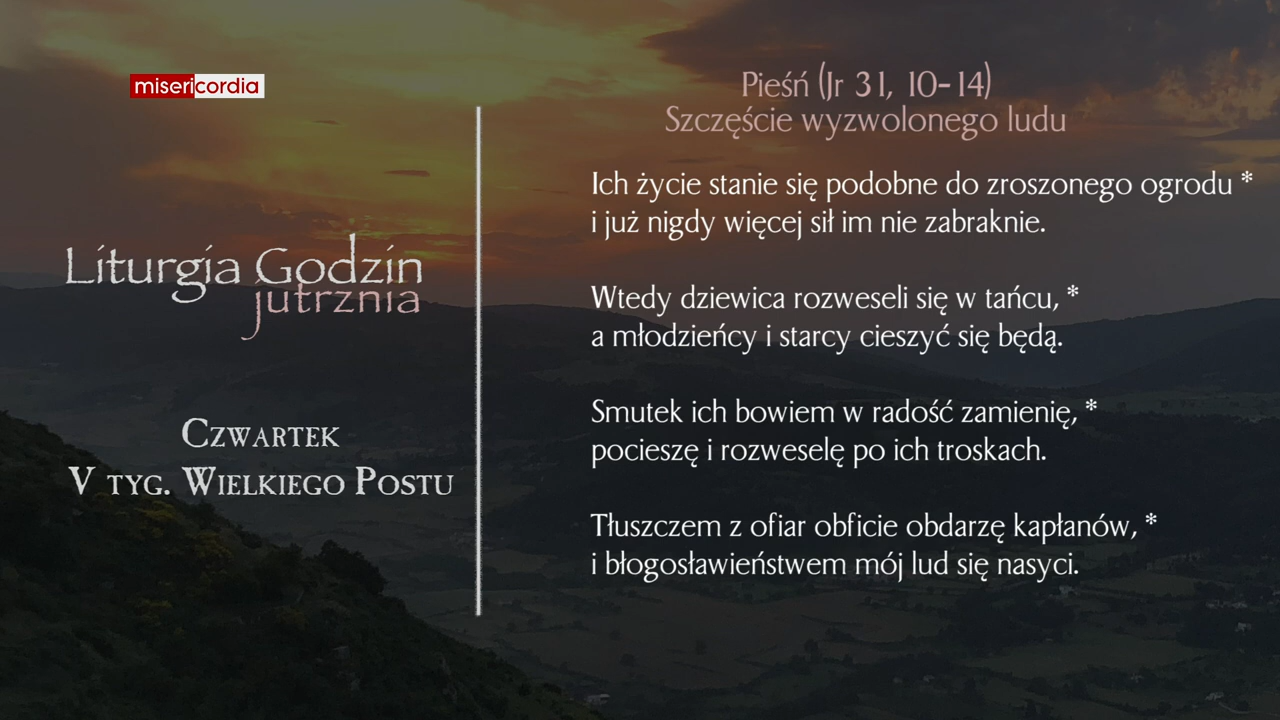 misericordia
Liturgia Godzin
jutrznia
Czwartek
V tyg. Wielkiego Postu
Pieśń (Jr 31, 10-14)
Szczęście wyzwolonego ludu
Ich życie stanie się podobne do zroszonego ogrodu *
i już nigdy więcej sił im nie zabraknie.
Wtedy dziewica rozweseli się w tańcu, *
a młodzieńcy i starcy cieszyć się będą.
Smutek ich bowiem w radość zamienię, *
pocieszę i rozweselę po ich troskach.
Tłuszczem z ofiar obficie obdarzę kapłanów, *
i błogosławieństwem mój lud się nasyci.